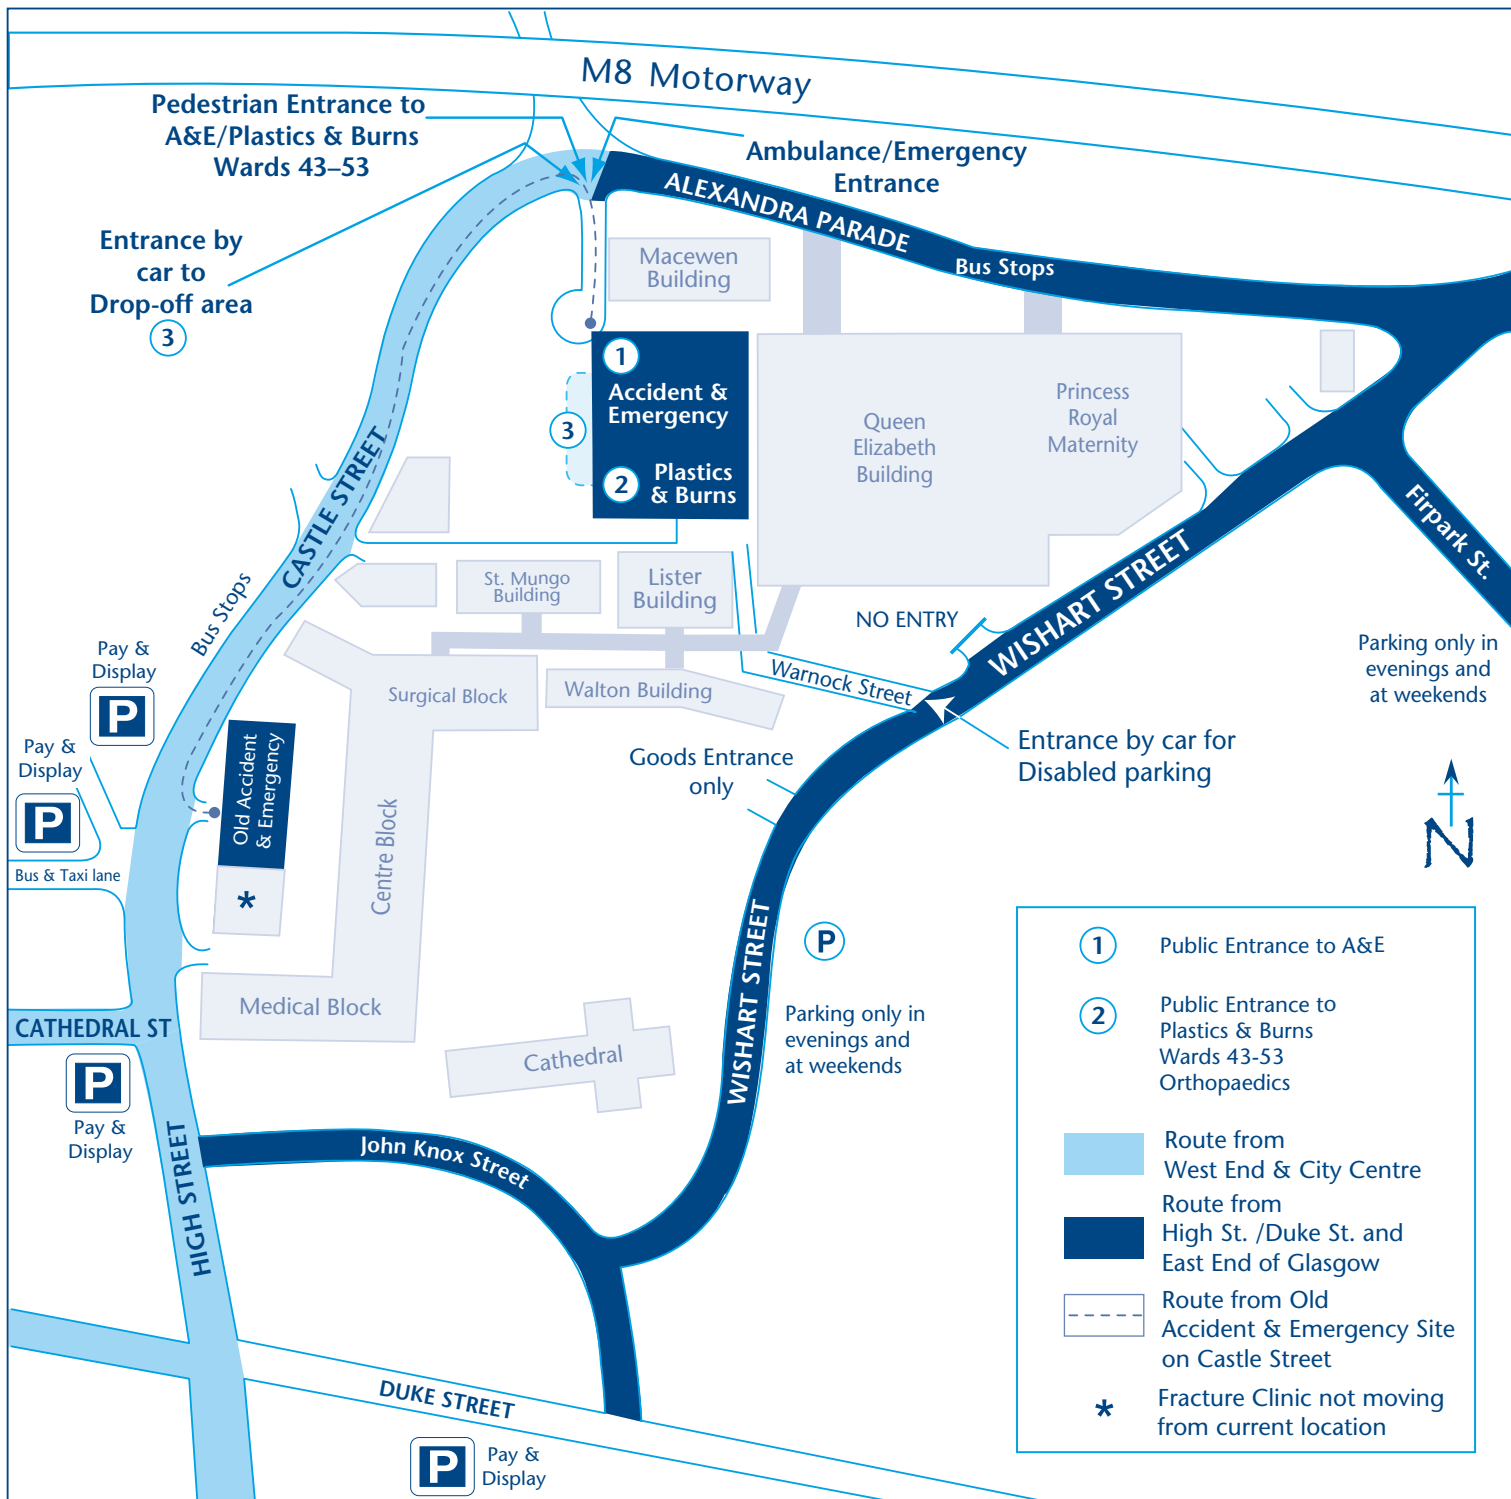 M8 Motorway
Pedestrian Entrance to
A&E/Plastics & Burns
Wards 43–53
Ambulance/Emergency
Entrance
ALEXANDRA PARADE
Bus Stops
Entrance by
car to
Drop-off area
3
Macewen
Building
1
Accident &
Emergency
3
2
Plastics
& Burns
Queen
Elizabeth
Building
Princess
Royal
Maternity
CASTLE STREET
Bus Stops
Firpark St.
St. Mungo
Building
Lister
Building
NO ENTRY
WISHART STREET
Parking only in
evenings and
at weekends
Pay &
Display
P
Pay &
Display
P
Bus & Taxi lane
Old Accident
& Emergency
*
Surgical Block
Walton Building
Warnock Street
Goods Entrance
only
Entrance by car for
Disabled parking
N
Centre Block
Medical Block
Cathedral
WISHART STREET
P
Parking only in
evenings and
at weekends
CATHEDRAL ST
P
Pay &
Display
HIGH STREET
John Knox Street
DUKE STREET
P
Pay &
Display
1 Public Entrance to A&E
2 Public Entrance to
Plastics & Burns
Wards 43-53
Orthopaedics
Route from
West End & City Centre
Route from
High St. /Duke St. and
East End of Glasgow
Route from Old
Accident & Emergency Site
on Castle Street
* Fracture Clinic not moving
from current location